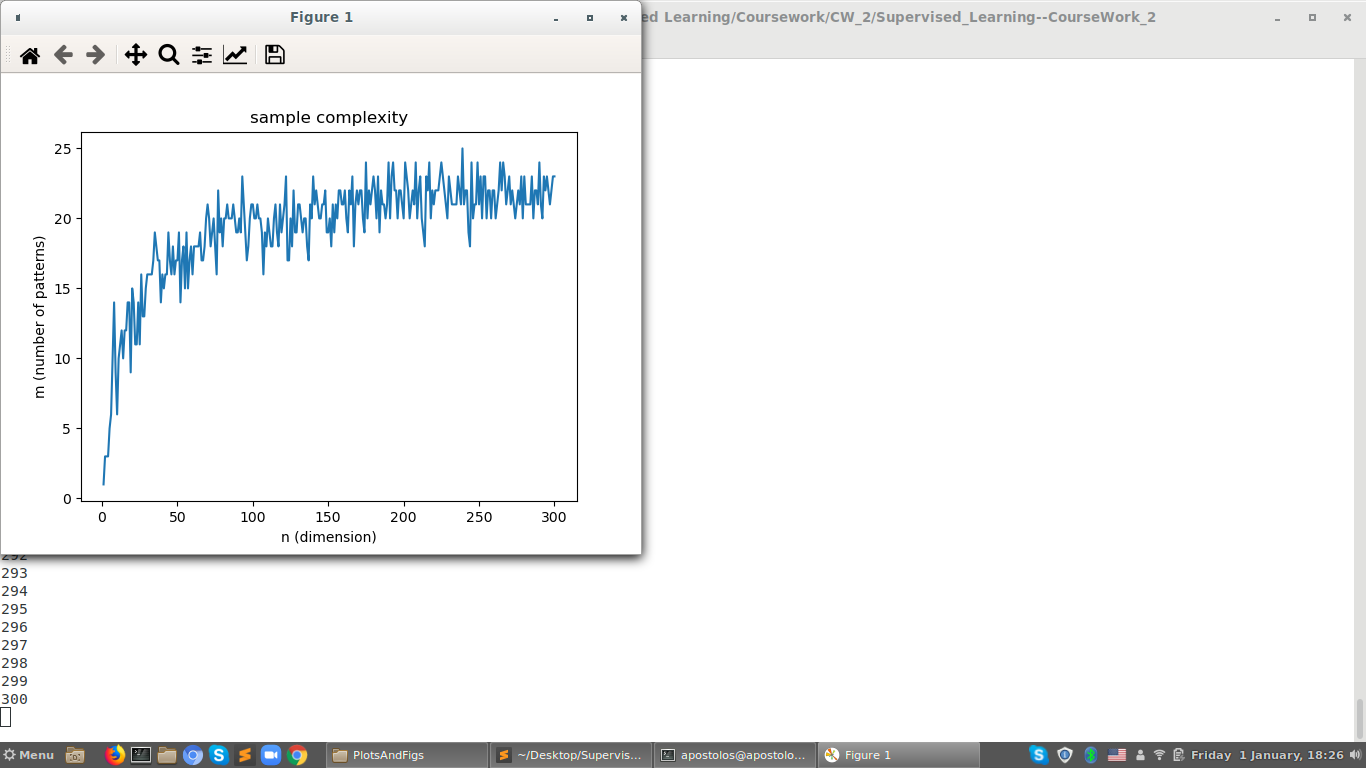 Figure 1
ed Learning/Coursework/CW_2/Supervised_Learning--CourseWork_2
sample complexity
25
20
15
10
5
0
m (number of patterns)
0 50 100 150 200 250 300
n (dimension)
292
293
294
295
296
297
298
299
300
Menu PlotsAndFigs ~/Desktop/Supervis... apostolos@apostolo... Figure 1 Friday 1 January, 18:26